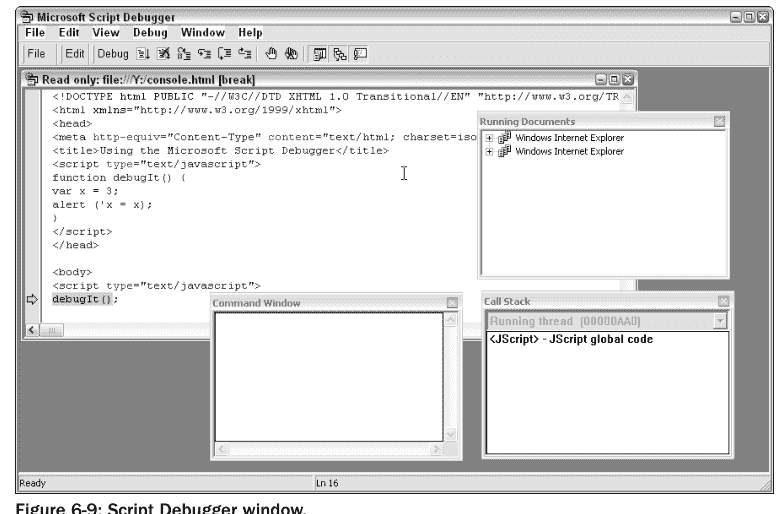 Microsoft Script Debugger
File Edit View Debug Window Help
File Edit Debug
Read only: file:///Y:/console.html [break]
<!DOCTYPE html PUBLIC "-//W3C//DTD XHTML 1.0 Transitional//EN" "http://www.w3.org/TR
<html xmlns="http://www.w3.org/1999/xhtml">
<head>
<meta http-equiv="Content-Type" content="text/html; charset=iso
<title>Using the Microsoft Script Debugger</title>
<script type="text/javascript">
function debugIt() {
var x = 3;
alert ('x = x);
}
</script>
</head>
<body>
<script type="text/javascript">
debugIt();
Running Documents
Windows Internet Explorer
Windows Internet Explorer
Command Window
Call Stack
Running thread (00000AA0)
<JScript> - JScript global code
Ready Ln 16
Figure 6-9: Script Debugger window.